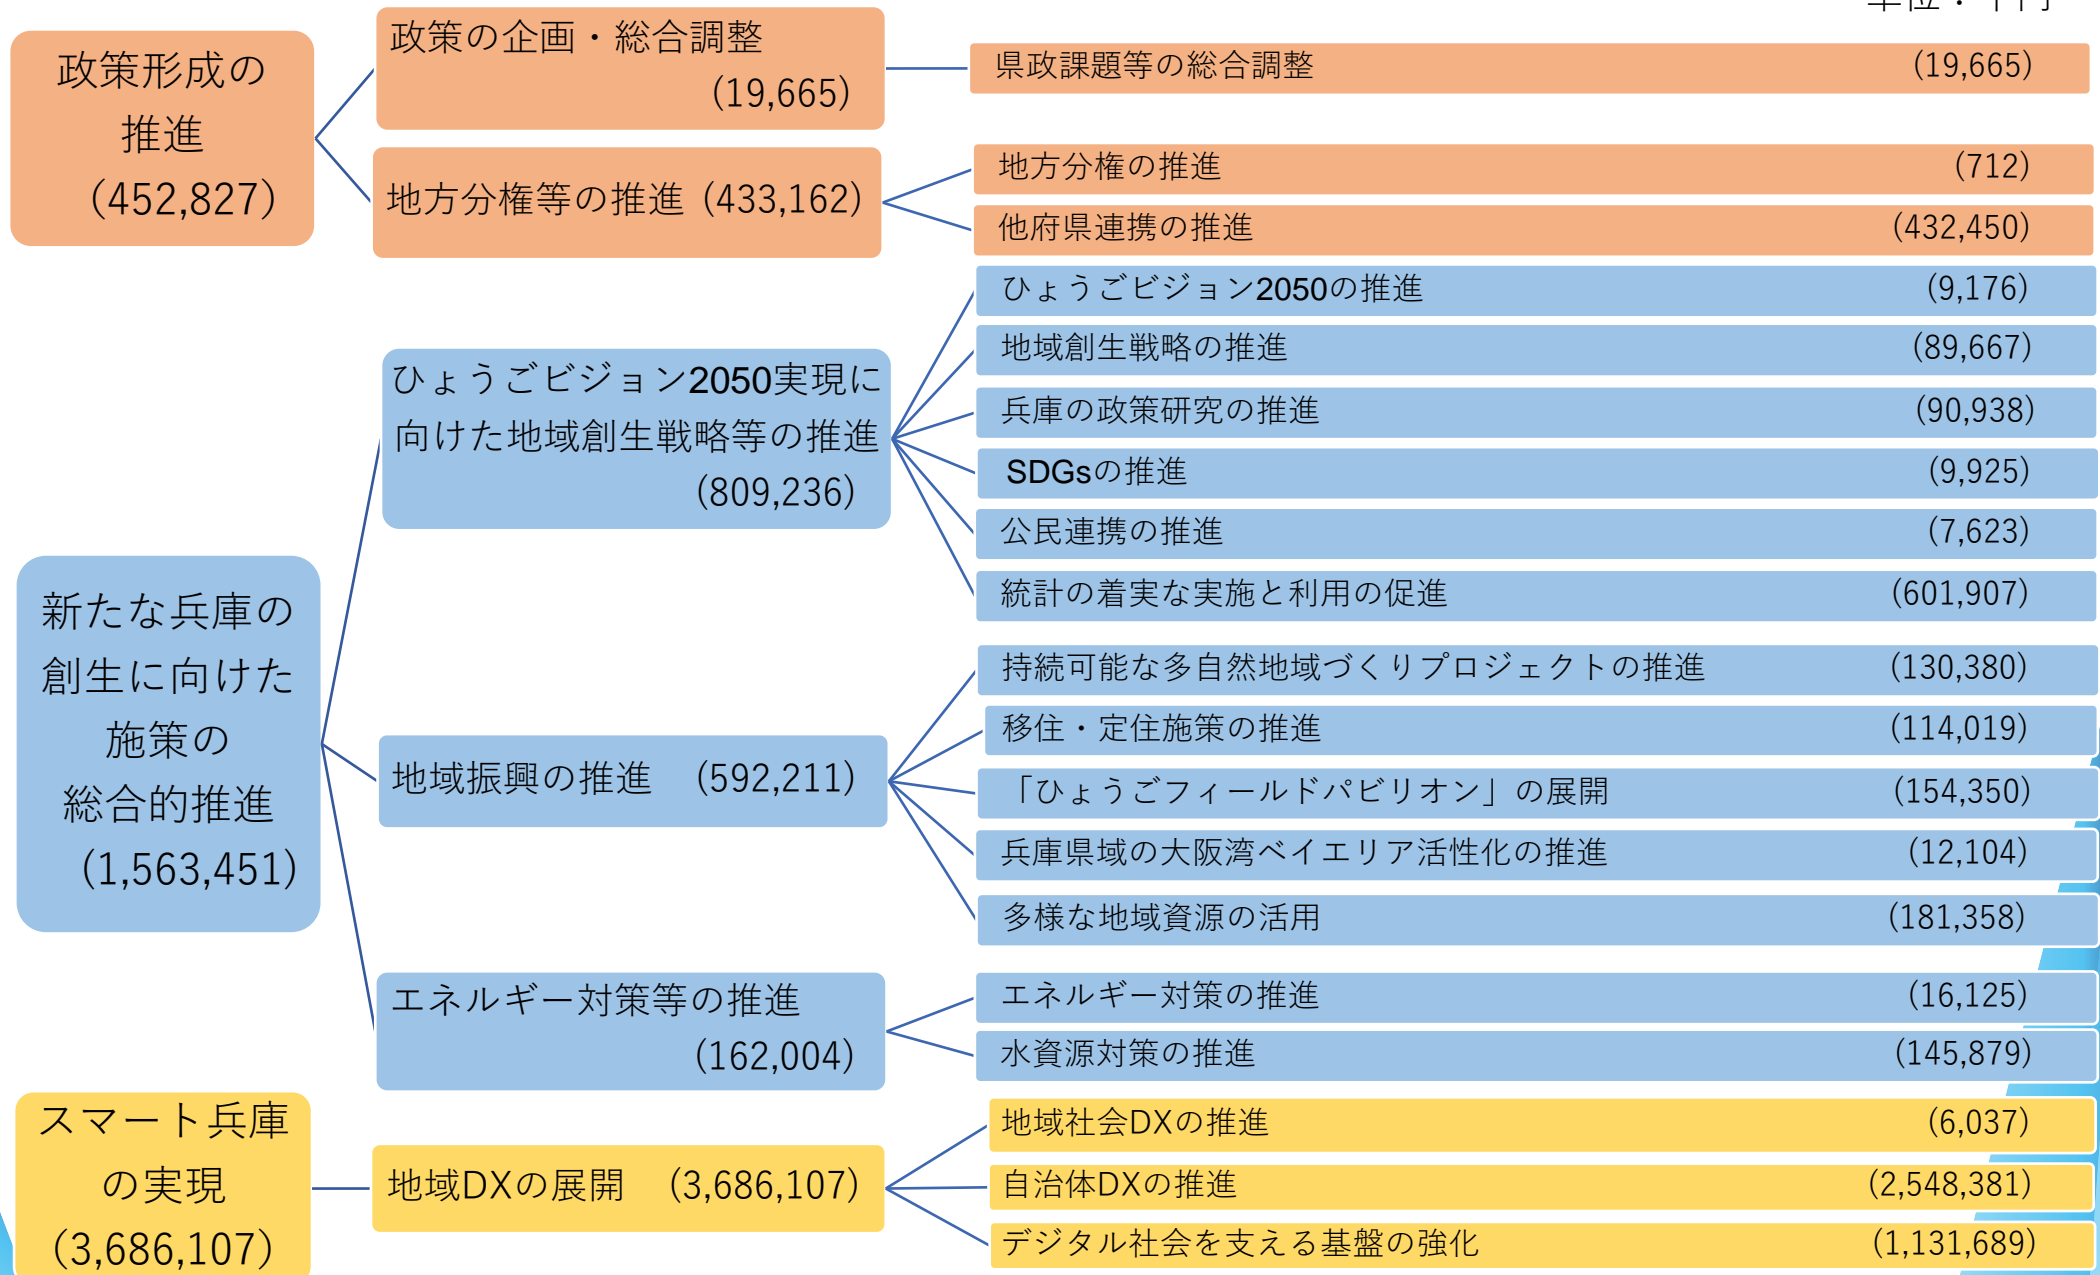 政策形成の
推進
(452,827)
政策の企画・総合調整
(19,665)
県政課題等の総合調整 (19,665)
地方分権等の推進 (433,162)
地方分権の推進 (712)
他府県連携の推進 (432,450)
新たな兵庫の
創生に向けた
施策の
総合的推進
(1,563,451)
ひょうごビジョン2050実現に
向けた地域創生戦略等の推進
(809,236)
ひょうごビジョン2050の推進 (9,176)
地域創生戦略の推進 (89,667)
兵庫の政策研究の推進 (90,938)
SDGsの推進 (9,925)
公民連携の推進 (7,623)
統計の着実な実施と利用の促進 (601,907)
地域振興の推進 (592,211)
持続可能な多自然地域づくりプロジェクトの推進 (130,380)
移住・定住施策の推進 (114,019)
「ひょうごフィールドパビリオン」の展開 (154,350)
兵庫県域の大阪湾ベイエリア活性化の推進 (12,104)
多様な地域資源の活用 (181,358)
エネルギー対策等の推進
(162,004)
エネルギー対策の推進 (16,125)
水資源対策の推進 (145,879)
スマート兵庫
の実現
(3,686,107)
地域DXの展開 (3,686,107)
地域社会DXの推進 (6,037)
自治体DXの推進 (2,548,381)
デジタル社会を支える基盤の強化 (1,131,689)